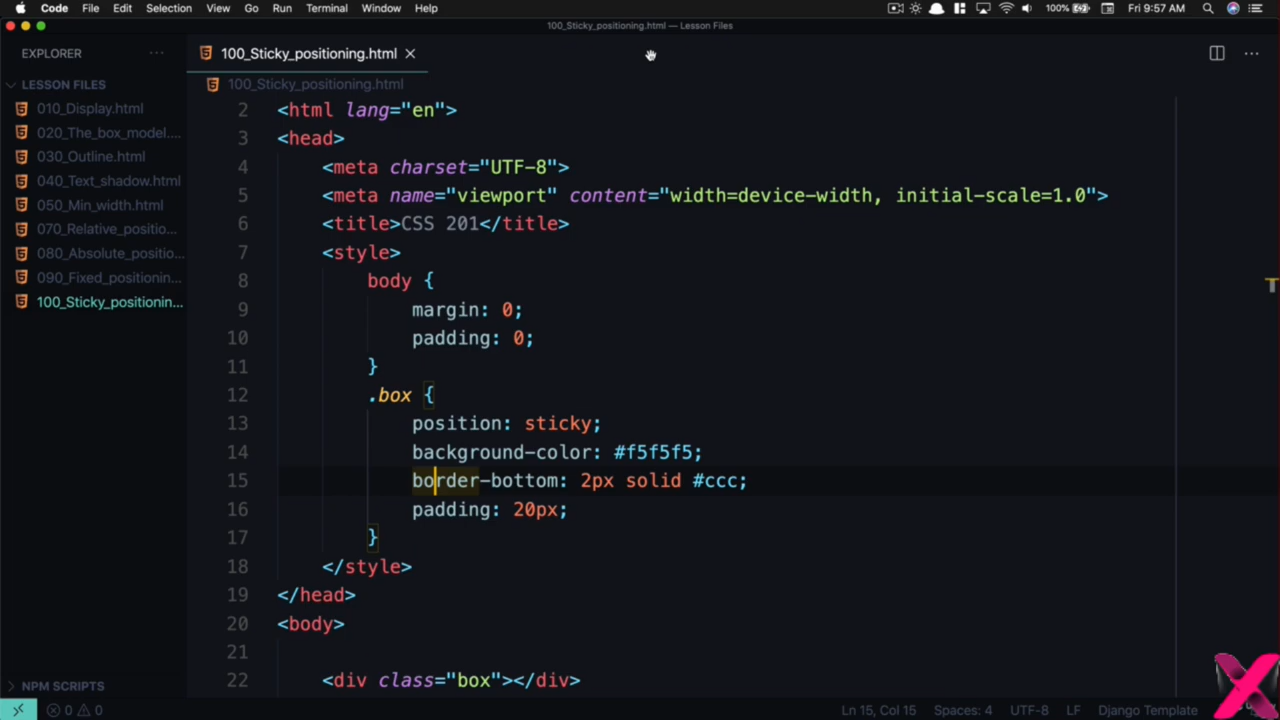 Code File Edit Selection View Go Run Terminal Window Help 100% Fri 9:57 AM
100_Sticky_positioning.html — Lesson Files
EXPLORER
100_Sticky_positioning.html
LESSON FILES
100_Sticky_positioning.html
010_Display.html
020_The_box_model....
030_Outline.html
040_Text_shadow.html
050_Min_width.html
070_Relative_positio...
080_Absolute_positio...
090_Fixed_positionin...
100_Sticky_positionin...
2 <html lang="en">
3 <head>
4 <meta charset="UTF-8">
5 <meta name="viewport" content="width=device-width, initial-scale=1.0">
6 <title>CSS 201</title>
7 <style>
8 body {
9 margin: 0;
10 padding: 0;
11 }
12 .box {
13 position: sticky;
14 background-color: #f5f5f5;
15 border-bottom: 2px solid #ccc;
16 padding: 20px;
17 }
18 </style>
19 </head>
20 <body>
21
22 <div class="box"></div>
NPM SCRIPTS
0 0 Ln 15, Col 15 Spaces: 4 UTF-8 LF Django Template
X